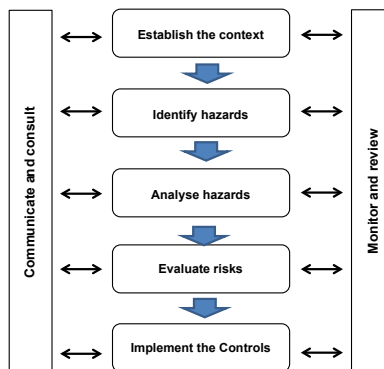 Establish the context
Identify hazards
Analyse hazards
Evaluate risks
Implement the Controls
Communicate and consult
Monitor and review